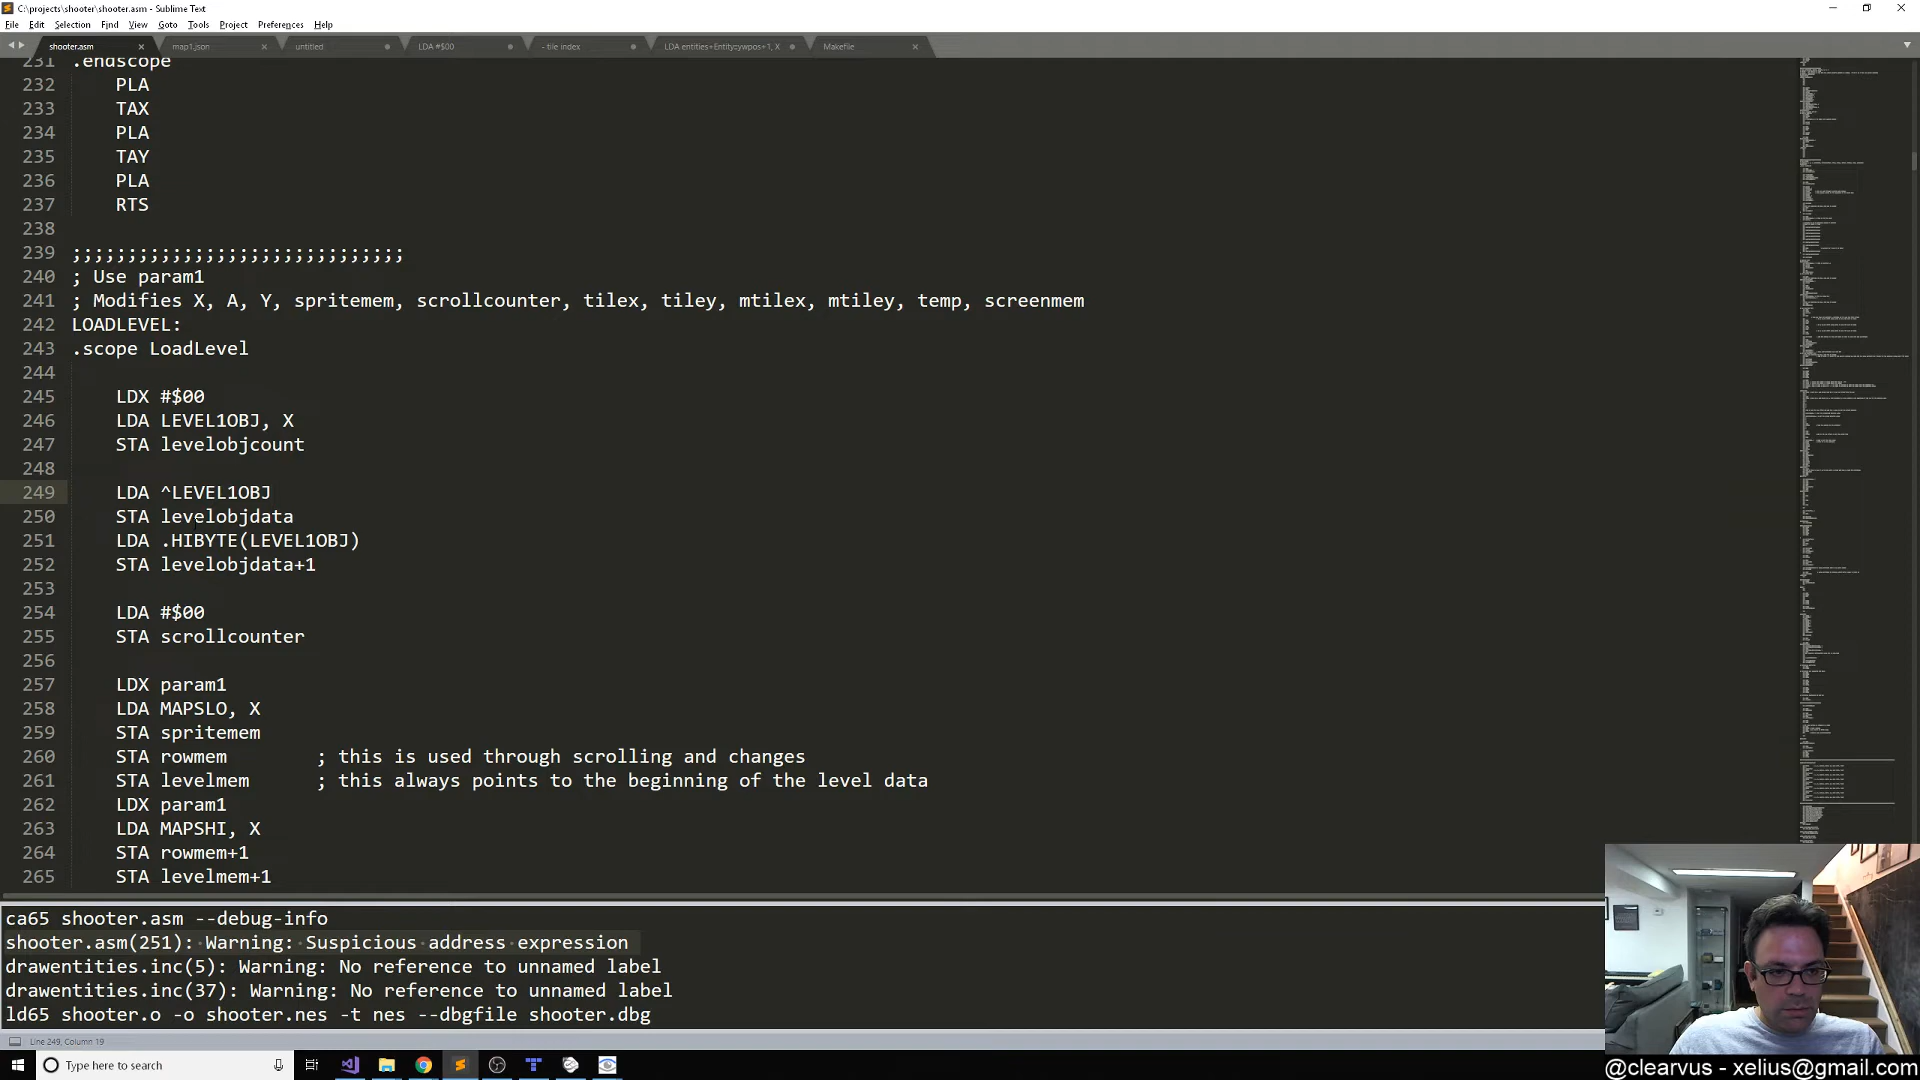 C:\projects\shooter\shooter.asm - Sublime Text
File Edit Selection Find View Goto Tools Project Preferences Help
shooter.asm map1.json untitled LDA #$00 - tile index LDA entities+Entity::ywpos+1, X Makefile
231 .endscope
232 PLA
233 TAX
234 PLA
235 TAY
236 PLA
237 RTS
238
239 ;;;;;;;;;;;;;;;;;;;;;;;;;;;;;;
240 ; Use param1
241 ; Modifies X, A, Y, spritemem, scrollcounter, tilex, tiley, mtilex, mtiley, temp, screenmem
242 LOADLEVEL:
243 .scope LoadLevel
244
245 LDX #$00
246 LDA LEVEL1OBJ, X
247 STA levelobjcount
248
249 LDA ^LEVEL1OBJ
250 STA levelobjdata
251 LDA .HIBYTE(LEVEL1OBJ)
252 STA levelobjdata+1
253
254 LDA #$00
255 STA scrollcounter
256
257 LDX param1
258 LDA MAPSLO, X
259 STA spritemem
260 STA rowmem ; this is used through scrolling and changes
261 STA levelmem ; this always points to the beginning of the level data
262 LDX param1
263 LDA MAPSHI, X
264 STA rowmem+1
265 STA levelmem+1
ca65 shooter.asm --debug-info
shooter.asm(251): Warning: Suspicious address expression
drawentities.inc(5): Warning: No reference to unnamed label
drawentities.inc(37): Warning: No reference to unnamed label
ld65 shooter.o -o shooter.nes -t nes --dbgfile shooter.dbg
Line 249, Column 19
Type here to search
@clearvus - xelius@gmail.com